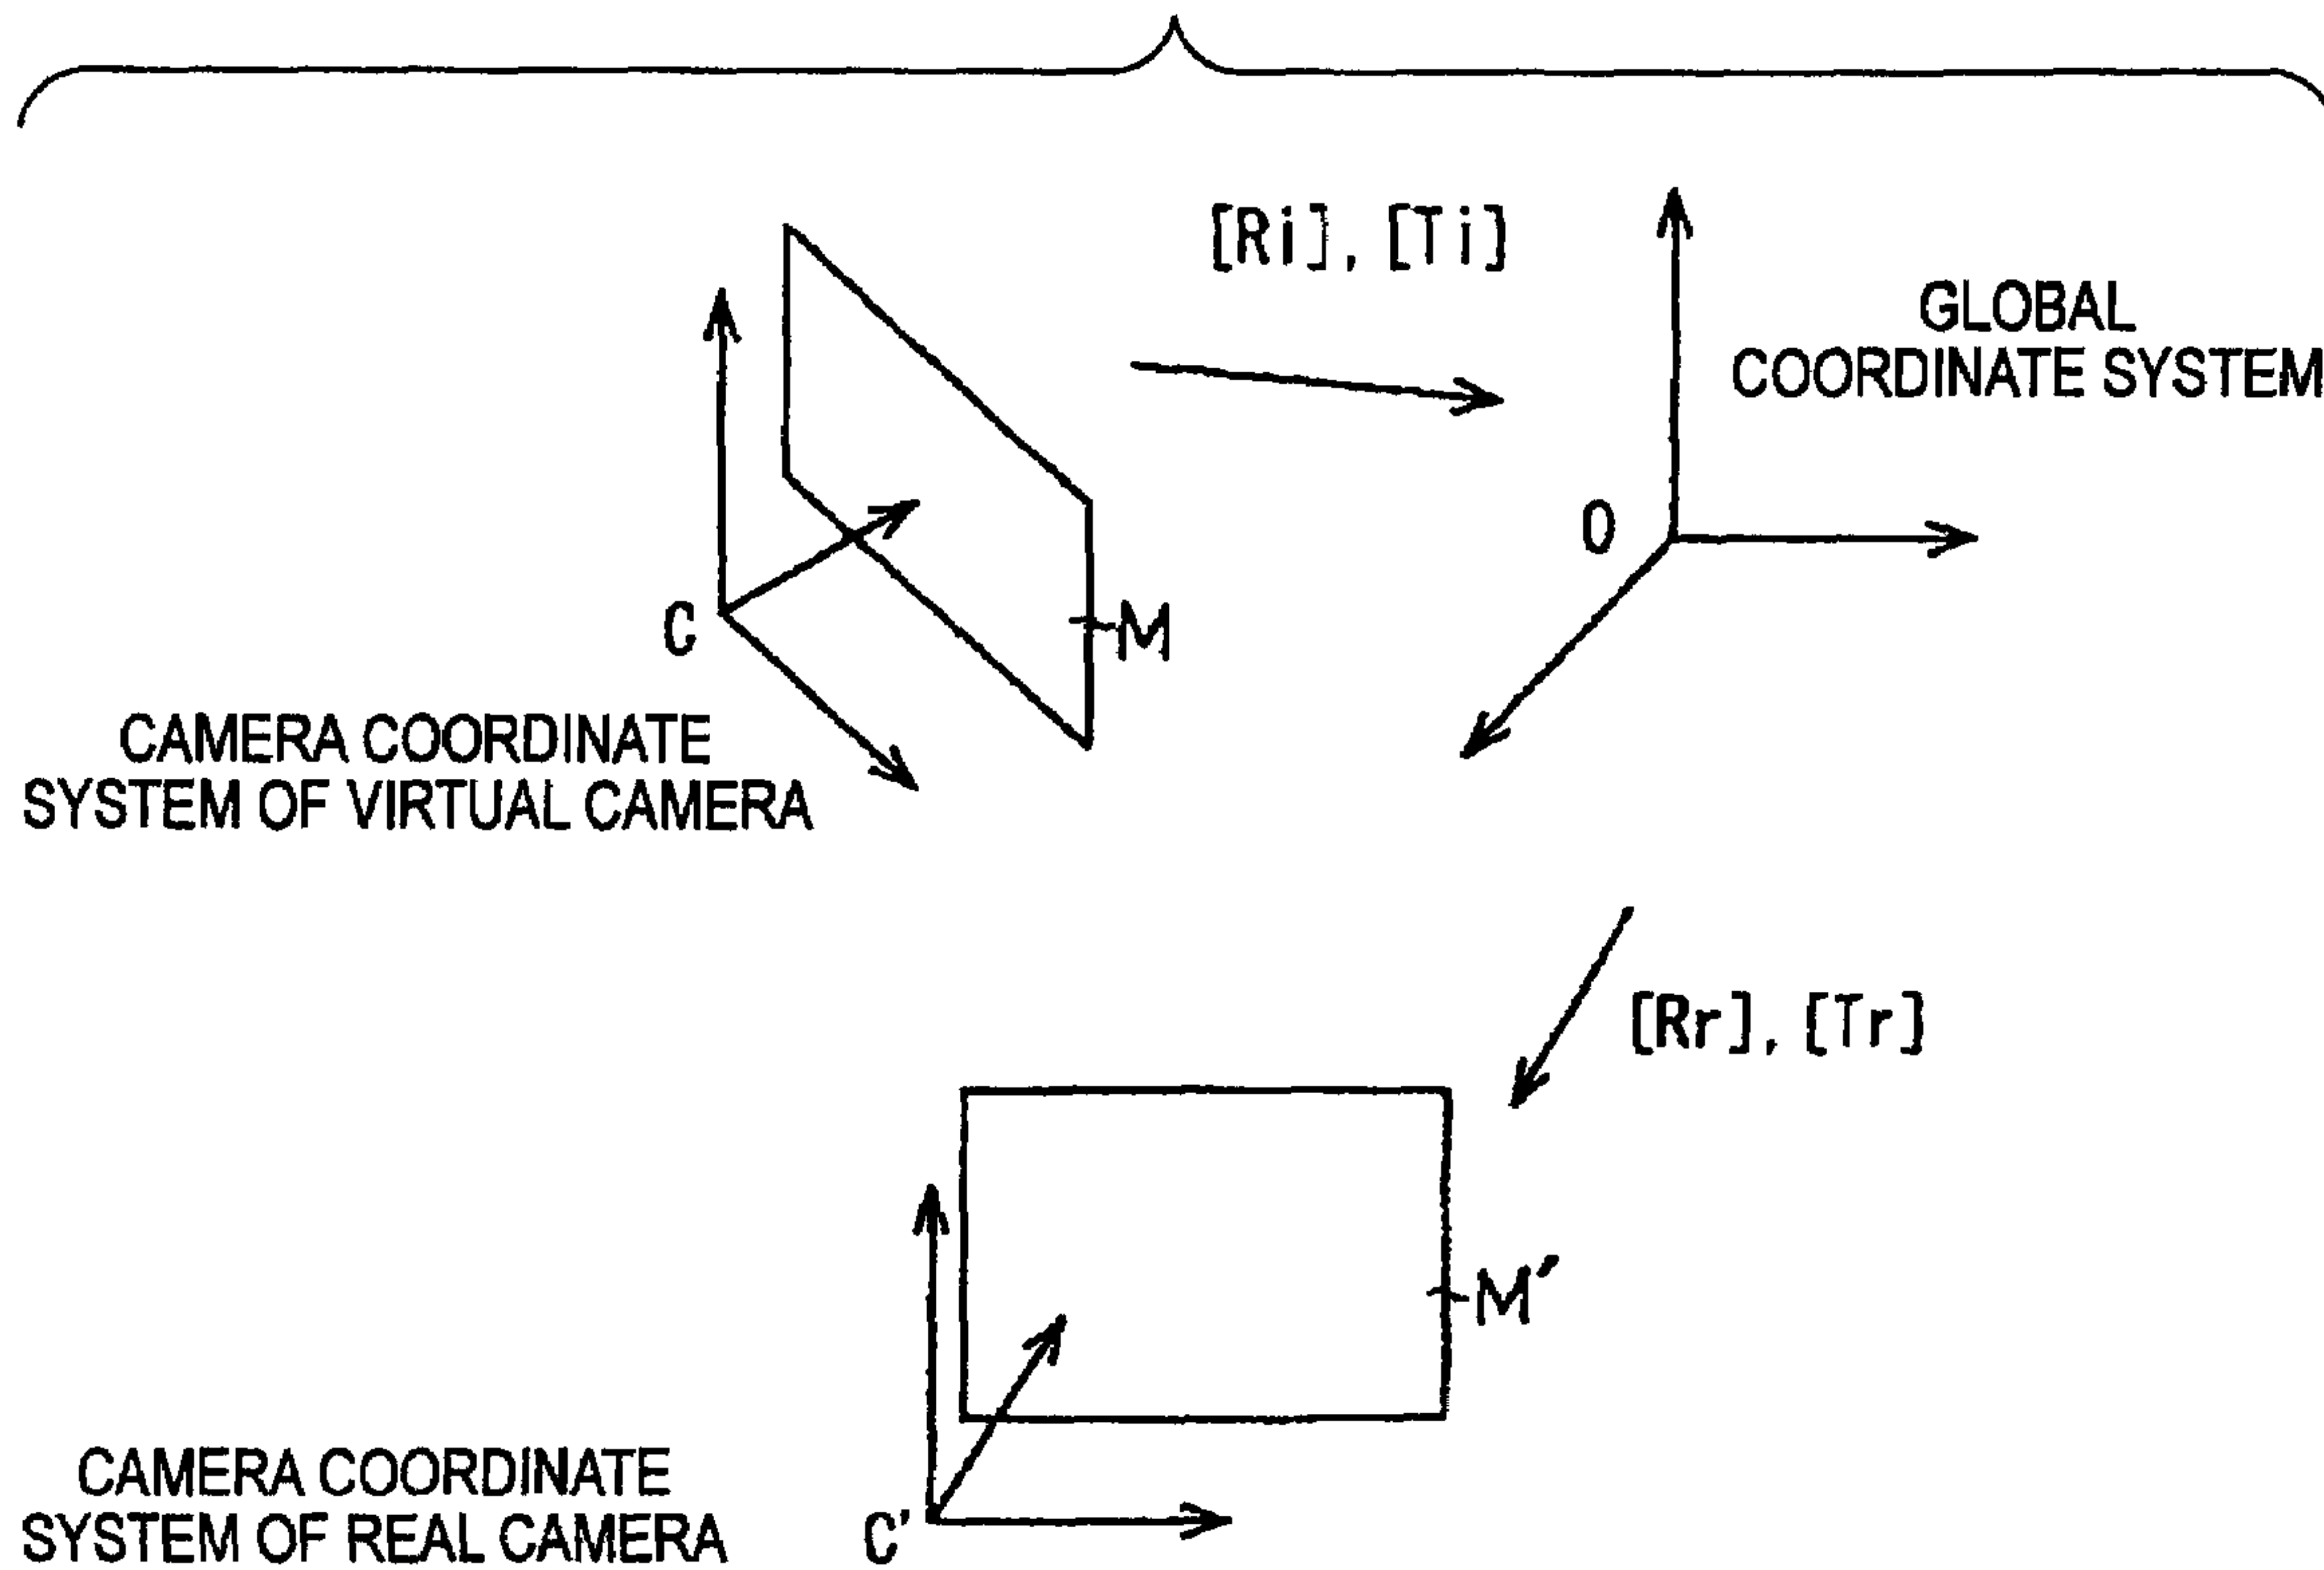 [Ri], [Ti]
GLOBAL
COORDINATE SYSTEM
O
C
M
CAMERA COORDINATE
SYSTEM OF VIRTUAL CAMERA
[Rr], [Tr]
M'
CAMERA COORDINATE
SYSTEM OF REAL CAMERA
C'